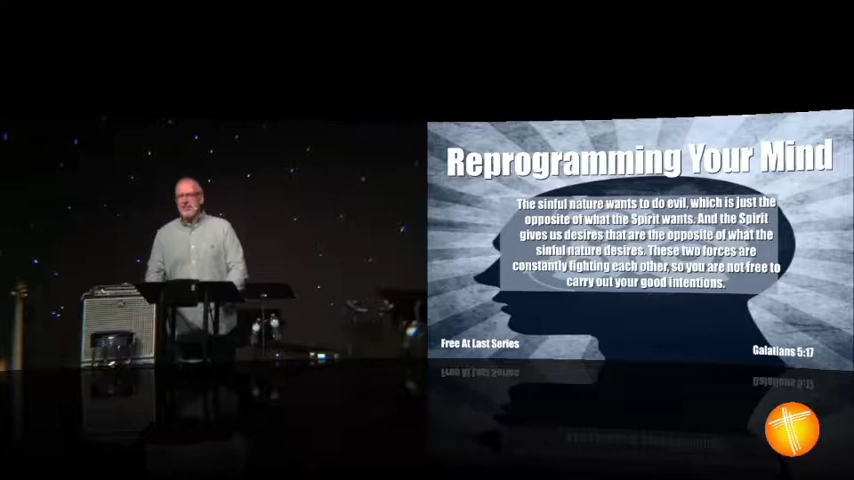 Reprogramming Your Mind
The sinful nature wants to do evil, which is just the
opposite of what the Spirit wants. And the Spirit
gives us desires that are the opposite of what the
sinful nature desires. These two forces are
constantly fighting each other, so you are not free to
carry out your good intentions.
Free At Last Series
Galatians 5:17